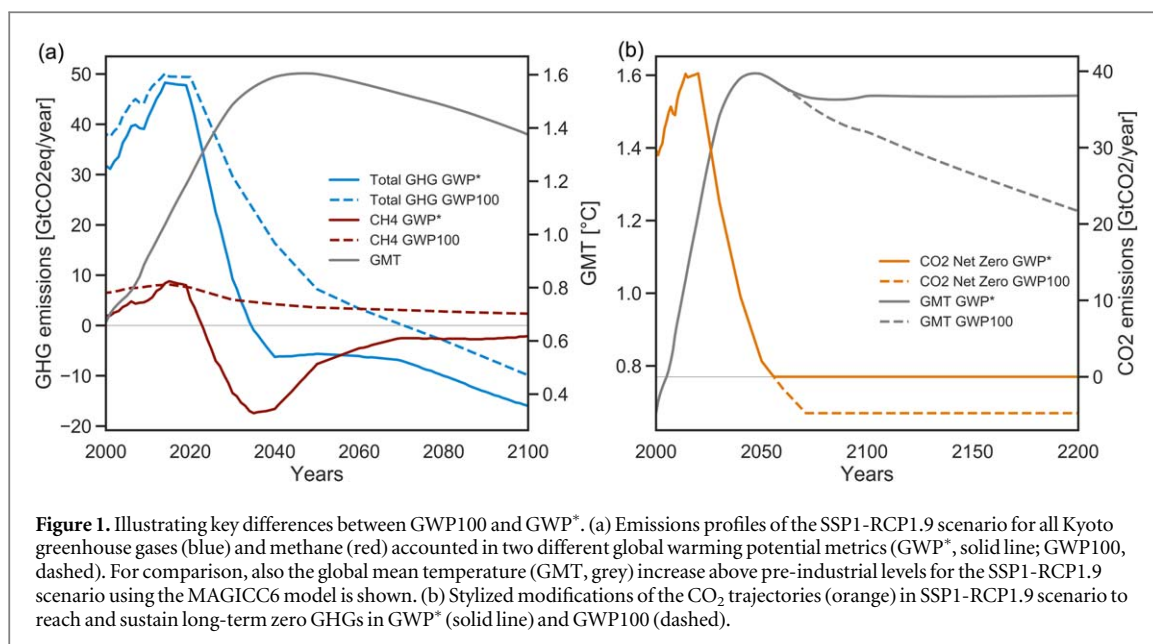 (a)
50
40
30
20
10
0
−10
−20
GHG emissions [GtCO2eq/year]
Total GHG GWP*
Total GHG GWP100
CH4 GWP*
CH4 GWP100
GMT
1.6
1.4
1.2
1.0
0.8
0.6
0.4
GMT [°C]
2000 2020 2040 2060 2080 2100
Years
(b)
1.6
1.4
1.2
1.0
0.8
CO2 Net Zero GWP*
CO2 Net Zero GWP100
GMT GWP*
GMT GWP100
40
30
20
10
0
CO2 emissions [GtCO2/year]
2000 2050 2100 2150 2200
Years
Figure 1. Illustrating key differences between GWP100 and GWP*. (a) Emissions profiles of the SSP1-RCP1.9 scenario for all Kyoto
greenhouse gases (blue) and methane (red) accounted in two different global warming potential metrics (GWP*, solid line; GWP100,
dashed). For comparison, also the global mean temperature (GMT, grey) increase above pre-industrial levels for the SSP1-RCP1.9
scenario using the MAGICC6 model is shown. (b) Stylized modifications of the CO₂ trajectories (orange) in SSP1-RCP1.9 scenario to
reach and sustain long-term zero GHGs in GWP* (solid line) and GWP100 (dashed).